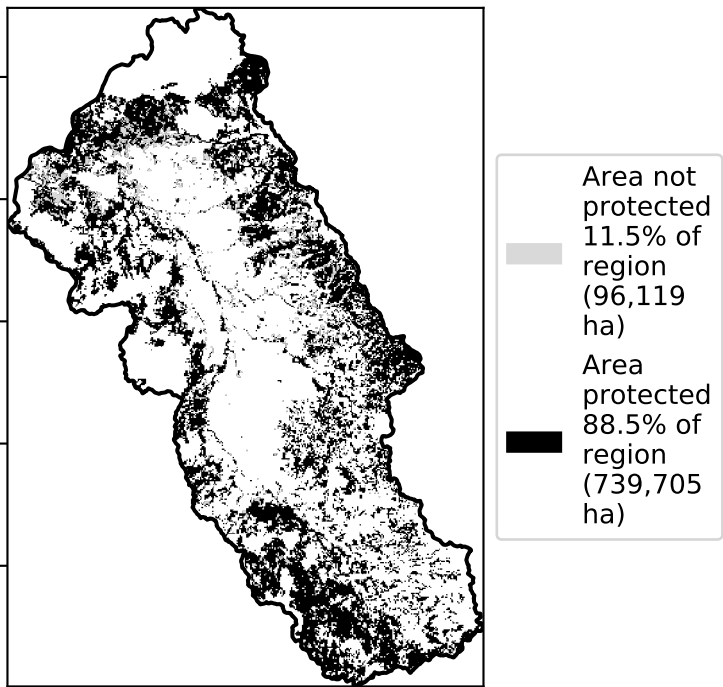 Area not
protected
11.5% of
region
(96,119
ha)
Area
protected
88.5% of
region
(739,705
ha)